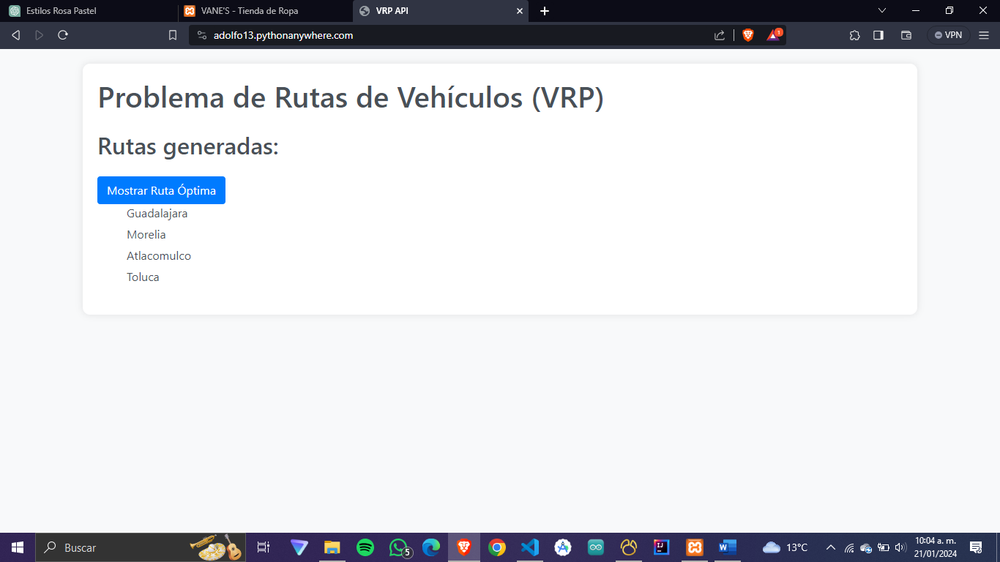 Estilos Rosa Pastel
VANE'S - Tienda de Ropa
VRP API
adolfo13.pythonanywhere.com
1
VPN
Problema de Rutas de Vehículos (VRP)
Rutas generadas:
Mostrar Ruta Óptima
Guadalajara
Morelia
Atlacomulco
Toluca
Buscar
5
13°C
10:04 a. m.
21/01/2024